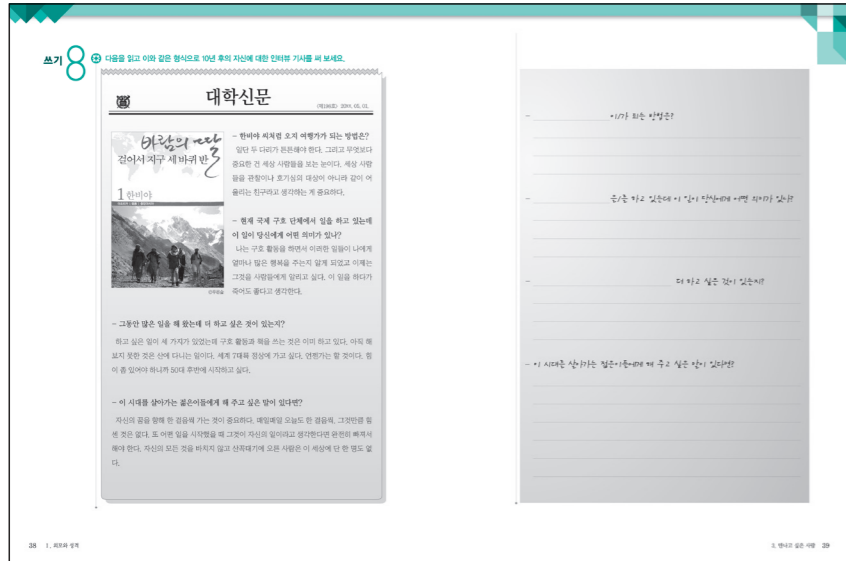 쓰기 8
다음을 읽고 이와 같은 형식으로 10년 후의 자신에 대한 인터뷰 기사를 써 보세요.
대학신문
2014. 05. 03.
바람의 딸
걸어서 지구 세 바퀴 반
1 한비야
- 한비야 씨처럼 오지 여행가가 되는 방법은?
일단 두 다리가 튼튼해야 한다. 그리고 무엇보다
중요한 건 세상 사람들을 보는 눈이다. 세상 사람
들을 관찰이나 호기심의 대상이 아니라 같이 어
울리는 친구라고 생각하는 게 중요하다.
- 현재 국제 구호 단체에서 일을 하고 있는데
이 일이 당신에게 어떤 의미가 있나?
나는 구호 활동을 하면서 이러한 일들이 나에게
얼마나 많은 행복을 주는지 알게 되었고 이제는
그것을 사람들에게 알리고 싶다. 이 일을 하다가
죽어도 좋다고 생각한다.
- 그동안 많은 일을 해 왔는데 더 하고 싶은 것이 있는지?
하고 싶은 일이 세 가지가 있었는데 구호 활동과 책을 쓰는 것은 이미 하고 있다. 아직 해
보지 못한 것은 산에 다니는 일이다. 세계 7대륙 정상에 가고 싶다. 언젠가는 할 것이다. 힘
이 좀 있어야 하니까 50대 후반에 시작하고 싶다.
- 이 시대를 살아가는 젊은이들에게 해 주고 싶은 말이 있다면?
자신의 꿈을 향해 한 걸음씩 가는 것이 중요하다. 매일매일 오늘도 한 걸음씩, 그것만큼 힘
센 것은 없다. 또 어떤 일을 시작했을 때 그것이 자신의 일이라고 생각한다면 완전히 빠져서
해야 한다. 자신의 모든 것을 바치지 않고 산꼭대기에 오른 사람은 이 세상에 단 한 명도 없
다.
38 1. 외모와 성격
- 이/가 되는 방법은?
- 은/는 하고 있는데 이 일이 당신에게 어떤 의미가 있나?
- 더 하고 싶은 것이 있는지?
- 이 시대를 살아가는 젊은이들에게 해 주고 싶은 말이 있다면?
만나고 싶은 사람 39